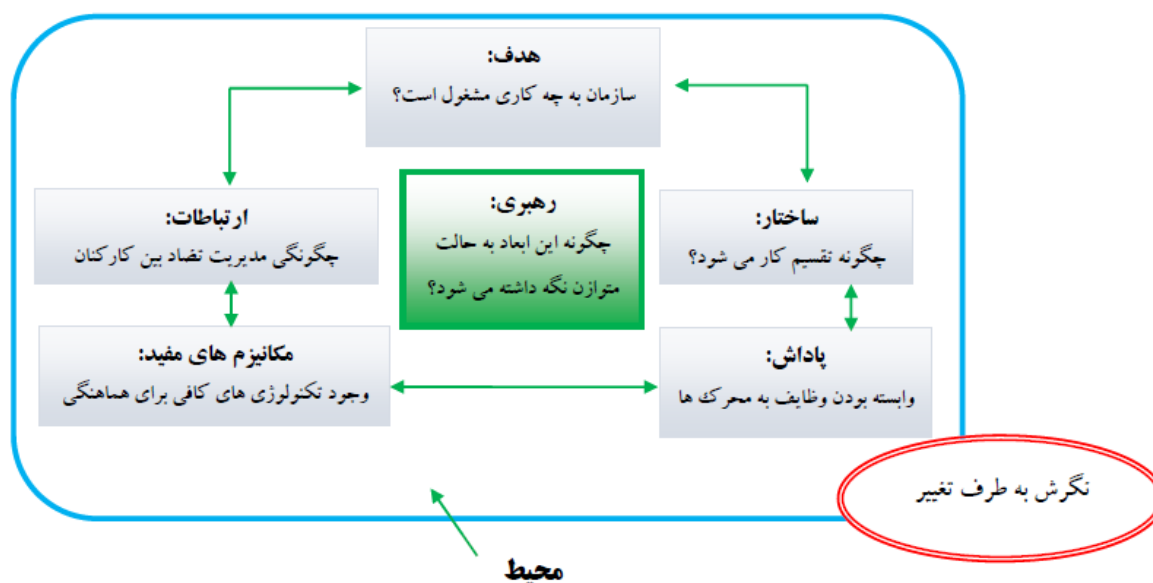 هدف:
سازمان به چه کاری مشغول است؟
ساختار:
چگونه تقسیم کار می شود؟
رهبری:
چگونه این ابعاد به حالت
متوازن نگه داشته می شود؟
ارتباطات:
چگونگی مدیریت تضاد بین کارکنان
پاداش:
وابسته بودن وظایف به محرک ها
مکانیزم های مفید:
وجود تکنولوژی های کافی برای هماهنگی
نگرش به طرف تغییر
محیط